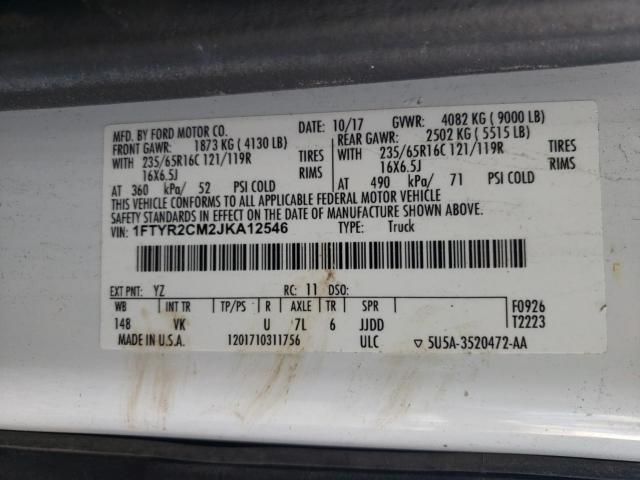 MFD. BY FORD MOTOR CO. DATE: 10/17 GVWR: 4082 KG ( 9000 LB)
FRONT GAWR: 1873 KG ( 4130 LB) REAR GAWR: 2502 KG ( 5515 LB)
WITH 235/65R16C 121/119R TIRES WITH 235/65R16C 121/119R TIRES
16X6.5J RIMS 16X6.5J RIMS
AT 360 kPa/ 52 PSI COLD AT 490 kPa/ 71 PSI COLD
THIS VEHICLE CONFORMS TO ALL APPLICABLE FEDERAL MOTOR VEHICLE
SAFETY STANDARDS IN EFFECT ON THE DATE OF MANUFACTURE SHOWN ABOVE.
VIN: 1FTYR2CM2JKA12546 TYPE: Truck
EXT PNT: YZ RC: 11 DSO:
WB INT TR TP/PS R AXLE TR SPR F0926
148 VK U 7L 6 JJDD T2223
MADE IN U.S.A. 1201710311756 ULC ▽ 5U5A-3520472-AA